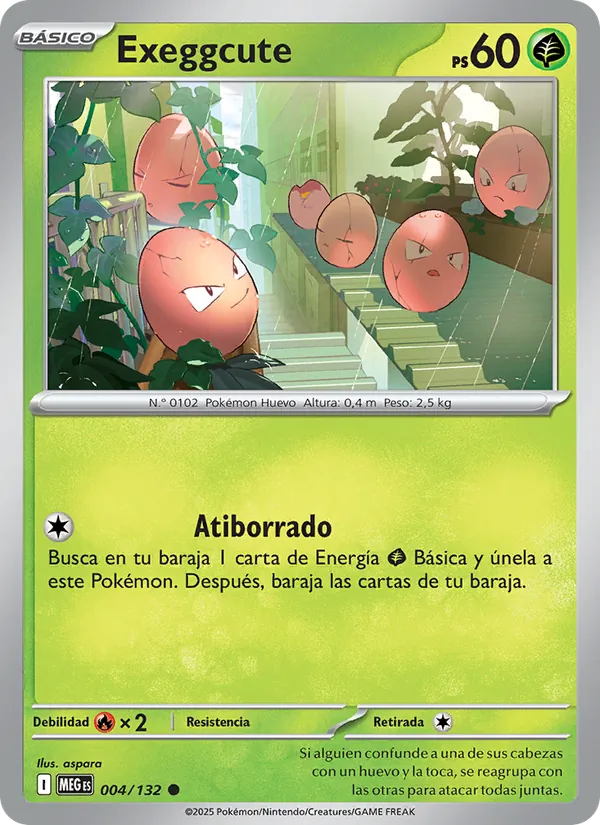 BÁSICO
Exeggcute
PS60
N.º 0102 Pokémon Huevo Altura: 0,4 m Peso: 2,5 kg
Atiborrado
Busca en tu baraja 1 carta de Energía Básica y únela a
este Pokémon. Después, baraja las cartas de tu baraja.
Debilidad ×2 Resistencia Retirada
Ilus. aspara
I MEG ES 004/132
Si alguien confunde a una de sus cabezas
con un huevo y la toca, se reagrupa con
las otras para atacar todas juntas.
©2025 Pokémon/Nintendo/Creatures/GAME FREAK